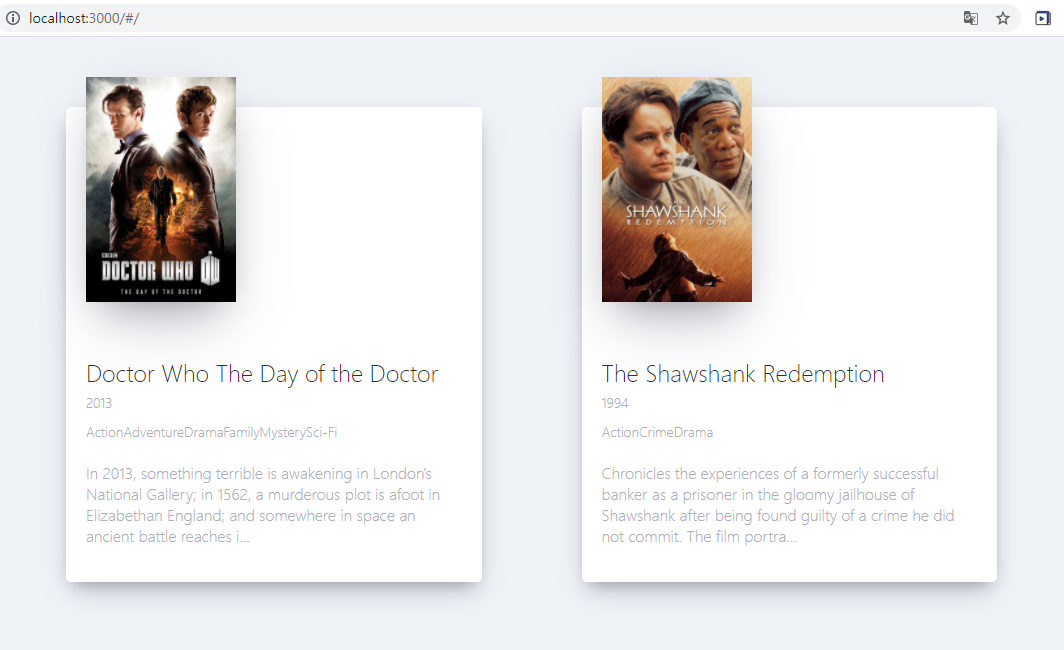 localhost:3000/#/
BBC
DOCTOR WHO DW
THE DAY OF THE DOCTOR
THE
SHAWSHANK
REDEMPTION
Doctor Who The Day of the Doctor
2013
ActionAdventureDramaFamilyMysterySci-Fi
In 2013, something terrible is awakening in London's
National Gallery; in 1562, a murderous plot is afoot in
Elizabethan England; and somewhere in space an
ancient battle reaches i...
The Shawshank Redemption
1994
ActionCrimeDrama
Chronicles the experiences of a formerly successful
banker as a prisoner in the gloomy jailhouse of
Shawshank after being found guilty of a crime he did
not commit. The film portra...